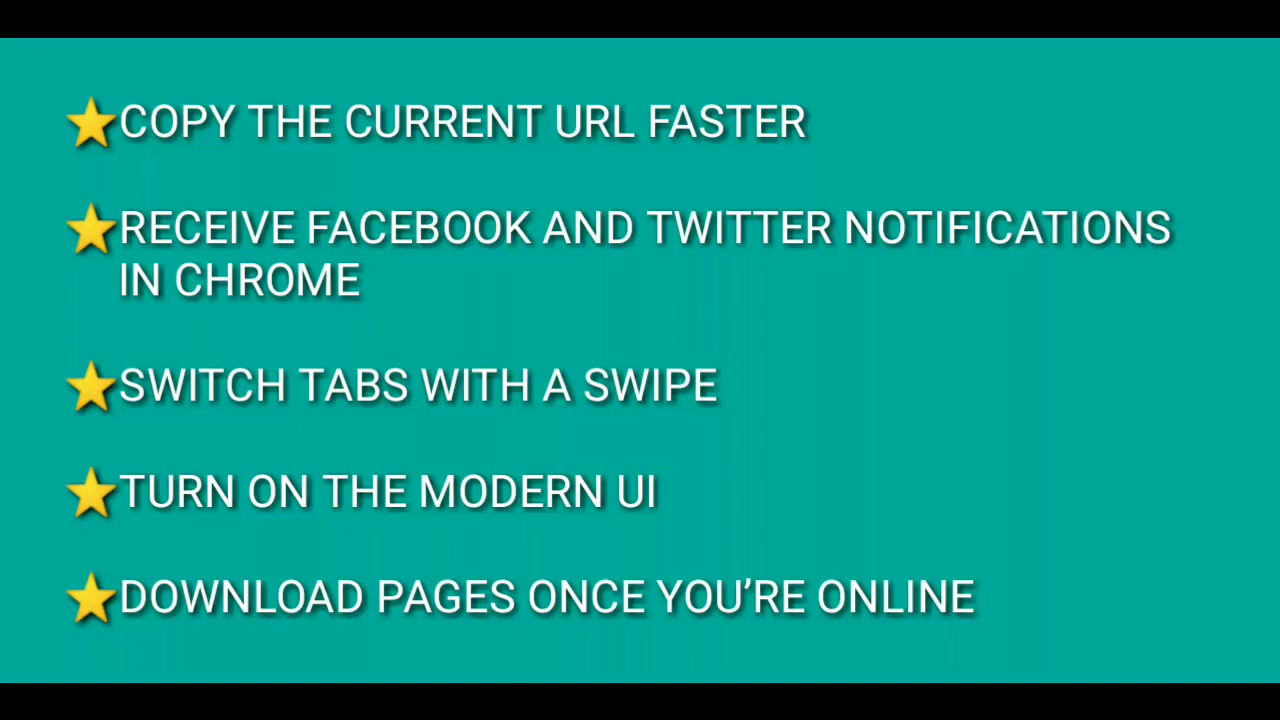 ⭐COPY THE CURRENT URL FASTER
⭐RECEIVE FACEBOOK AND TWITTER NOTIFICATIONS
IN CHROME
⭐SWITCH TABS WITH A SWIPE
⭐TURN ON THE MODERN UI
⭐DOWNLOAD PAGES ONCE YOU’RE ONLINE